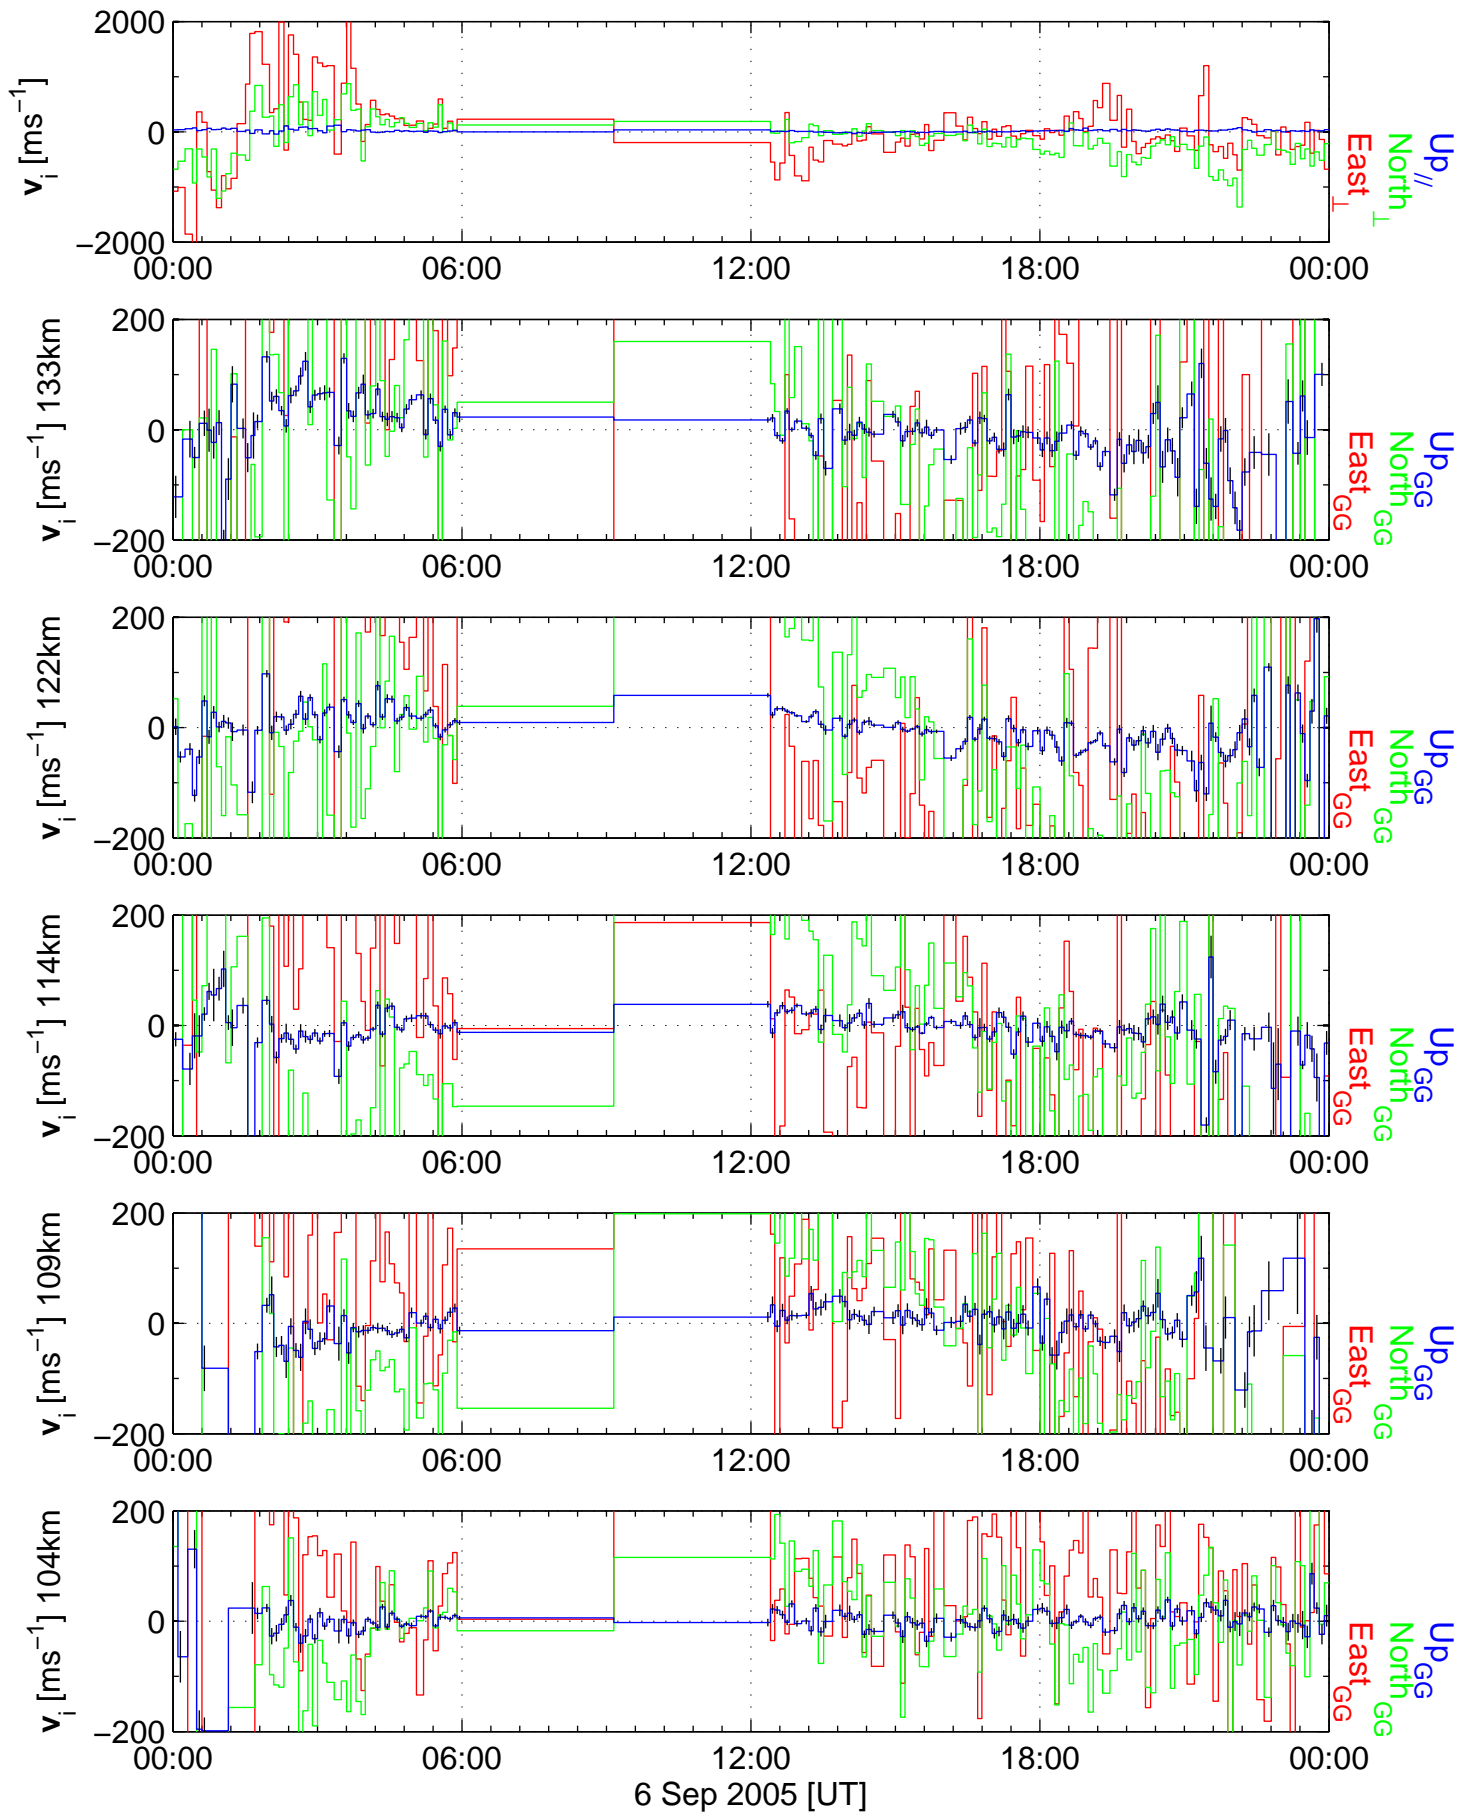 v_i [ms⁻¹]
2000
0
−2000
00:00 06:00 12:00 18:00 00:00
East_⊥
North_⊥
Up_//
v_i [ms⁻¹] 133km
200
0
−200
00:00 06:00 12:00 18:00 00:00
East_GG
North_GG
Up_GG
v_i [ms⁻¹] 122km
200
0
−200
00:00 06:00 12:00 18:00 00:00
East_GG
North_GG
Up_GG
v_i [ms⁻¹] 114km
200
0
−200
00:00 06:00 12:00 18:00 00:00
East_GG
North_GG
Up_GG
v_i [ms⁻¹] 109km
200
0
−200
00:00 06:00 12:00 18:00 00:00
East_GG
North_GG
Up_GG
v_i [ms⁻¹] 104km
200
0
−200
00:00 06:00 12:00 18:00 00:00
East_GG
North_GG
Up_GG
6 Sep 2005 [UT]